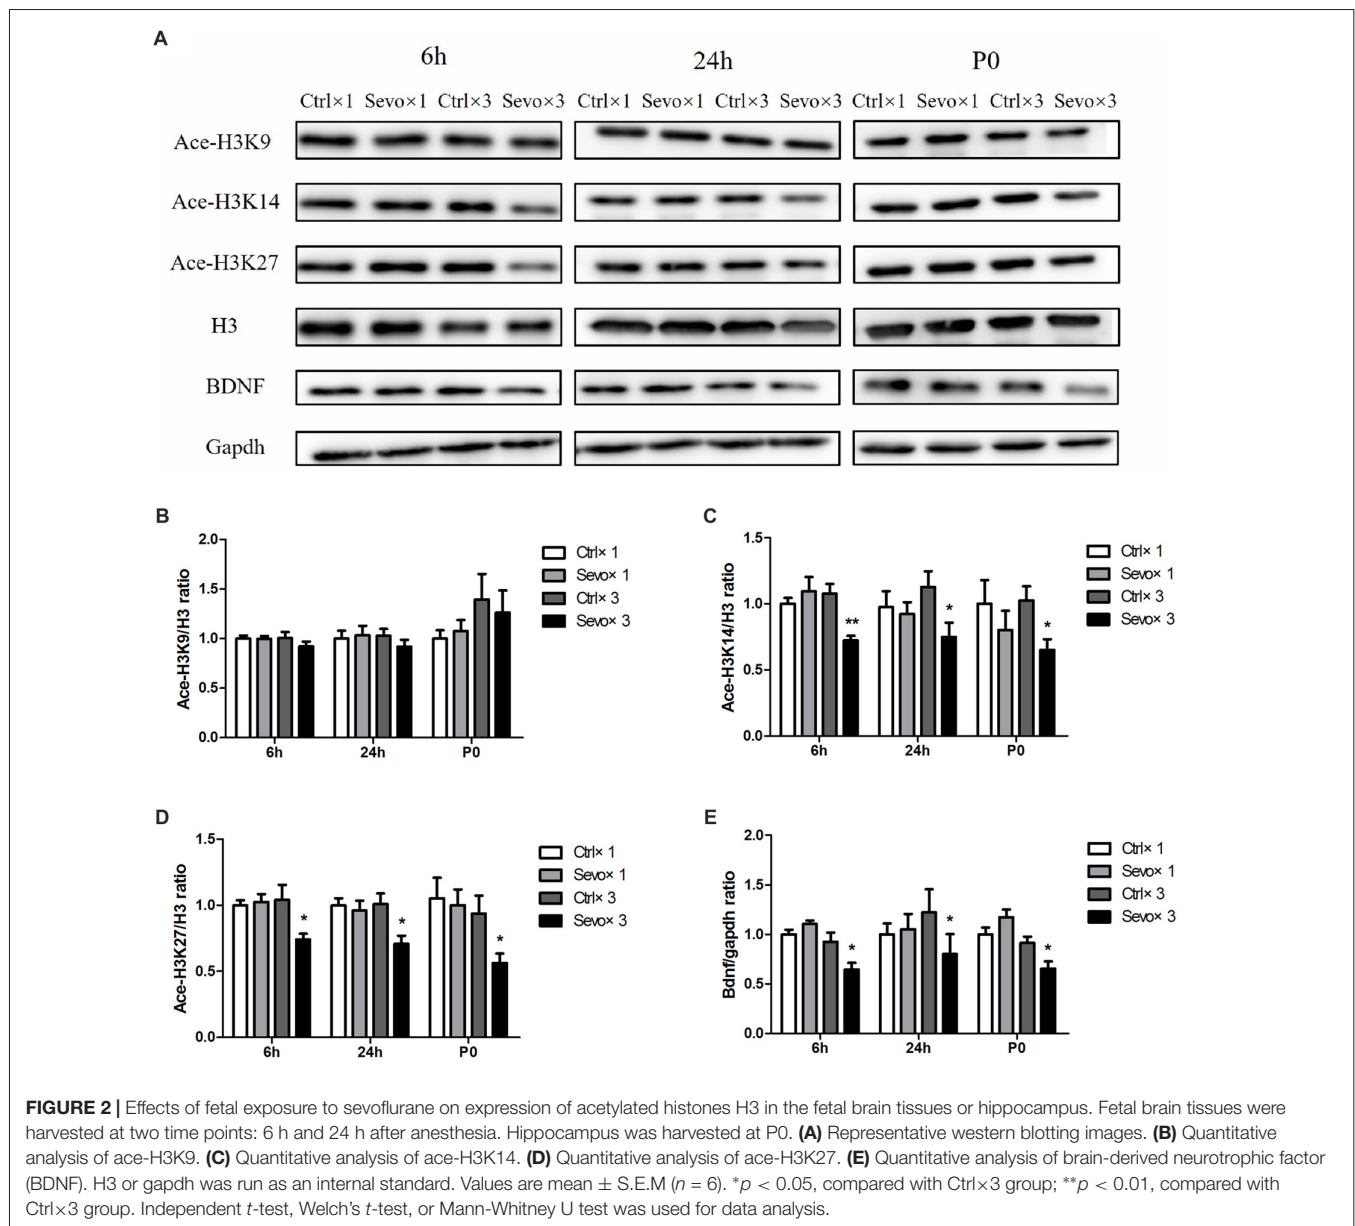 A
6h 24h P0
Ctrl×1 Sevo×1 Ctrl×3 Sevo×3 Ctrl×1 Sevo×1 Ctrl×3 Sevo×3 Ctrl×1 Sevo×1 Ctrl×3 Sevo×3
Ace-H3K9
Ace-H3K14
Ace-H3K27
H3
BDNF
Gapdh
B
Ace-H3K9/H3 ratio
2.0
1.5
1.0
0.5
0.0
6h 24h P0
Ctrl× 1
Sevo× 1
Ctrl× 3
Sevo× 3
C
Ace-H3K14/H3 ratio
1.5
1.0
0.5
0.0
** * *
6h 24h P0
Ctrl× 1
Sevo× 1
Ctrl× 3
Sevo× 3
D
Ace-H3K27/H3 ratio
1.5
1.0
0.5
0.0
* * *
6h 24h P0
Ctrl× 1
Sevo× 1
Ctrl× 3
Sevo× 3
E
Bdnf/gapdh ratio
2.0
1.5
1.0
0.5
0.0
* * *
6h 24h P0
Ctrl× 1
Sevo× 1
Ctrl× 3
Sevo× 3
FIGURE 2 | Effects of fetal exposure to sevoflurane on expression of acetylated histones H3 in the fetal brain tissues or hippocampus. Fetal brain tissues were
harvested at two time points: 6 h and 24 h after anesthesia. Hippocampus was harvested at P0. (A) Representative western blotting images. (B) Quantitative
analysis of ace-H3K9. (C) Quantitative analysis of ace-H3K14. (D) Quantitative analysis of ace-H3K27. (E) Quantitative analysis of brain-derived neurotrophic factor
(BDNF). H3 or gapdh was run as an internal standard. Values are mean ± S.E.M (n = 6). *p < 0.05, compared with Ctrl×3 group; **p < 0.01, compared with
Ctrl×3 group. Independent t-test, Welch's t-test, or Mann-Whitney U test was used for data analysis.